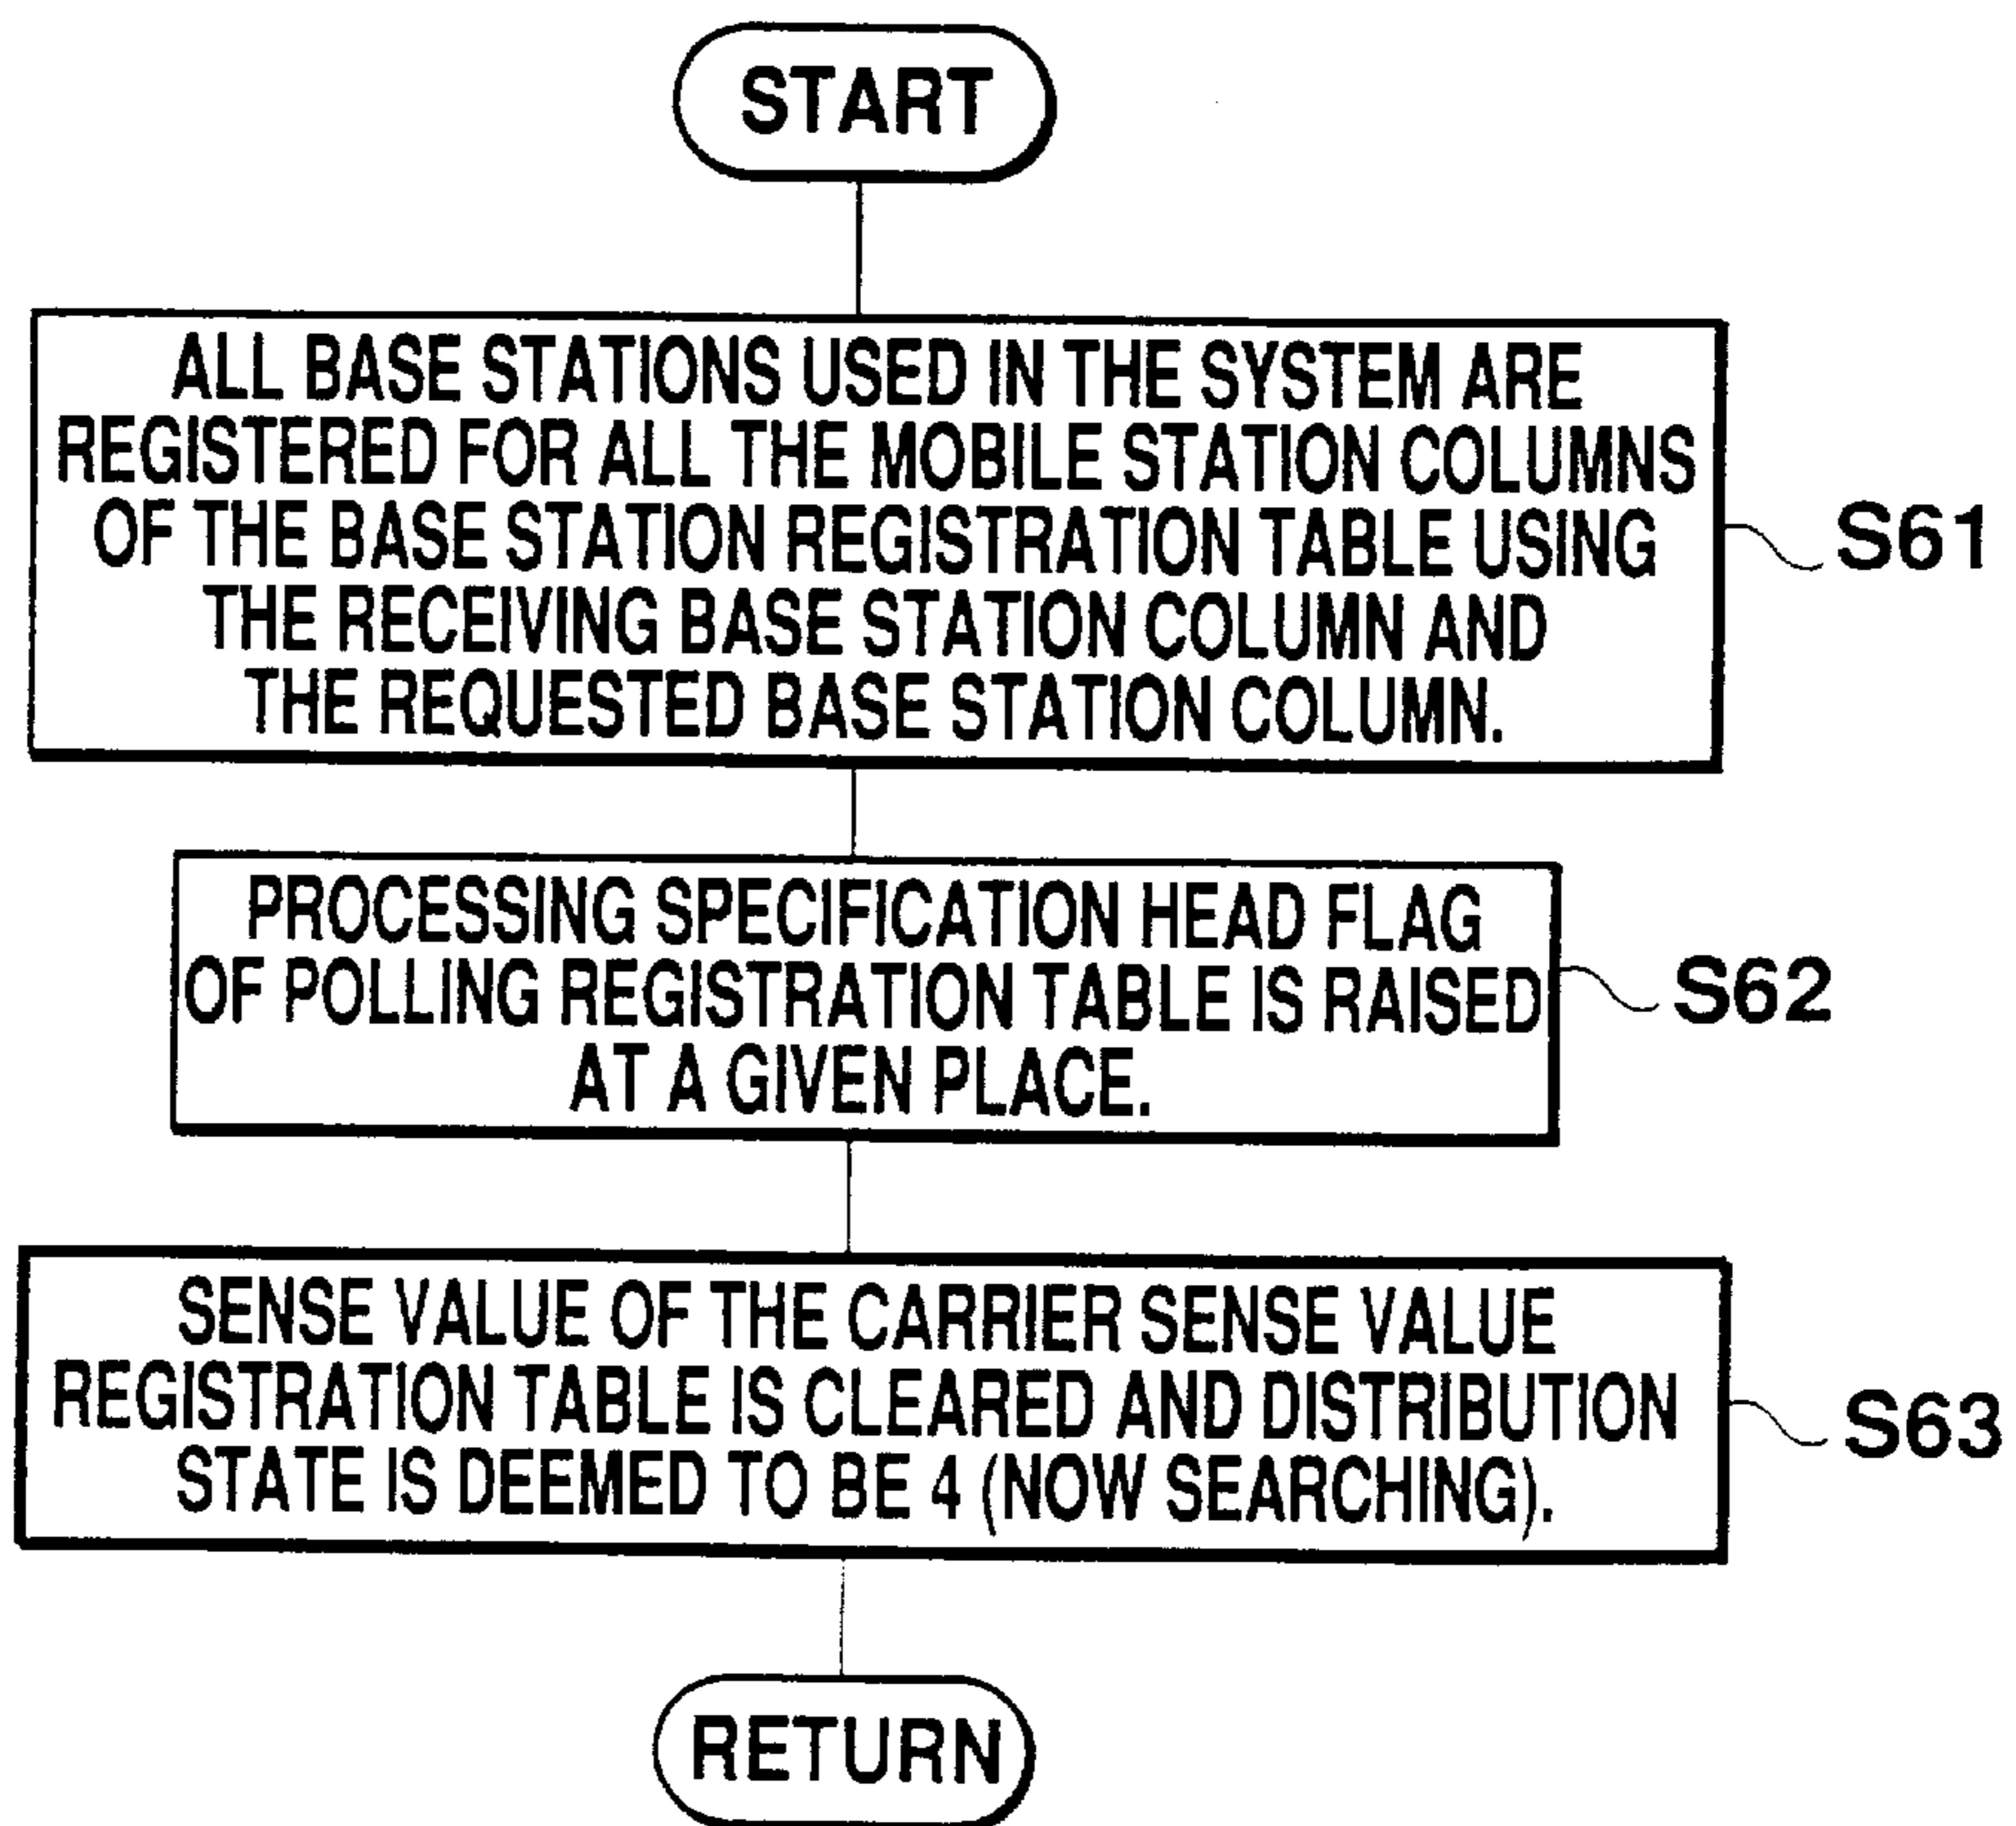 START
ALL BASE STATIONS USED IN THE SYSTEM ARE
REGISTERED FOR ALL THE MOBILE STATION COLUMNS
OF THE BASE STATION REGISTRATION TABLE USING
THE RECEIVING BASE STATION COLUMN AND
THE REQUESTED BASE STATION COLUMN.
S61
PROCESSING SPECIFICATION HEAD FLAG
OF POLLING REGISTRATION TABLE IS RAISED
AT A GIVEN PLACE.
S62
SENSE VALUE OF THE CARRIER SENSE VALUE
REGISTRATION TABLE IS CLEARED AND DISTRIBUTION
STATE IS DEEMED TO BE 4 (NOW SEARCHING).
S63
RETURN